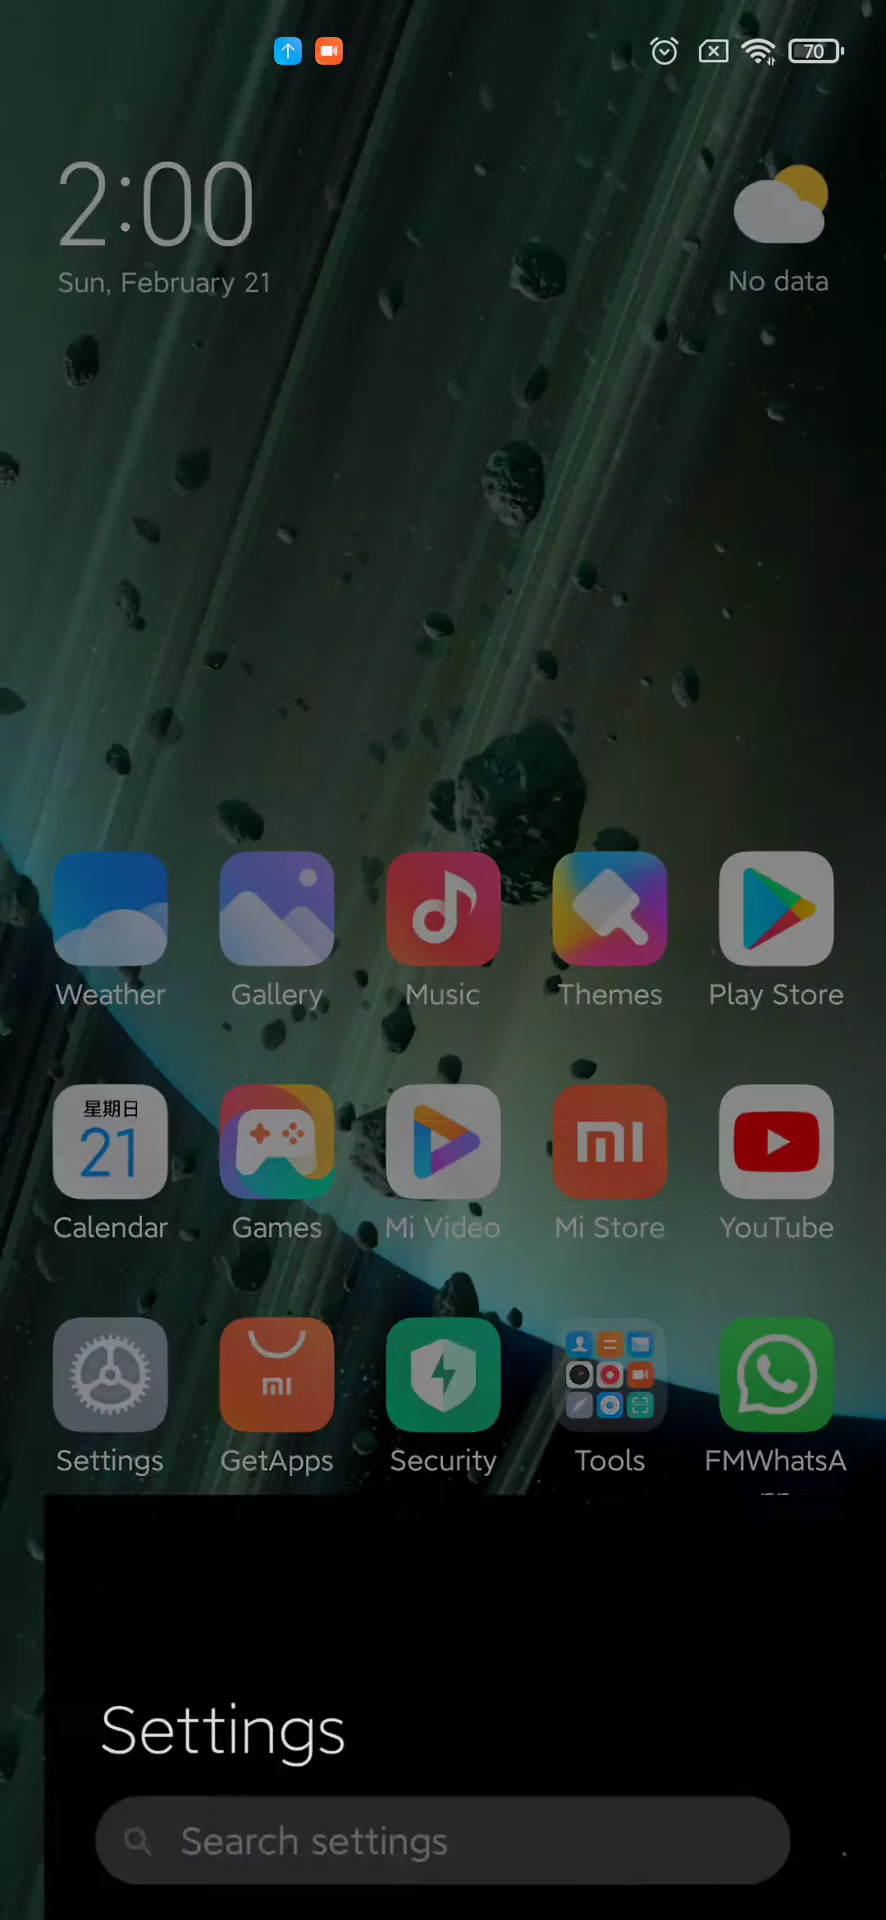 70
2:00
Sun, February 21
No data
Weather
Gallery
Music
Themes
Play Store
星期日
21
Calendar
Games
Mi Video
Mi Store
YouTube
Settings
GetApps
Security
Tools
FMWhatsA
Settings
Search settings